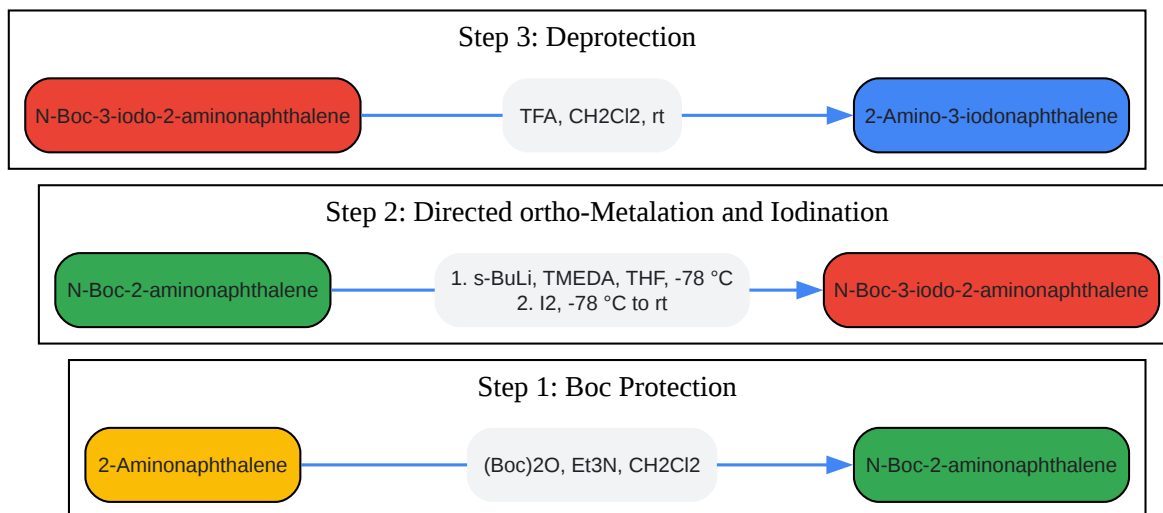 Step 3: Deprotection
N-Boc-3-iodo-2-aminonaphthalene
TFA, CH2Cl2, rt
2-Amino-3-iodonaphthalene
Step 2: Directed ortho-Metalation and Iodination
N-Boc-2-aminonaphthalene
1. s-BuLi, TMEDA, THF, -78 °C
2. I2, -78 °C to rt
N-Boc-3-iodo-2-aminonaphthalene
Step 1: Boc Protection
2-Aminonaphthalene
(Boc)2O, Et3N, CH2Cl2
N-Boc-2-aminonaphthalene